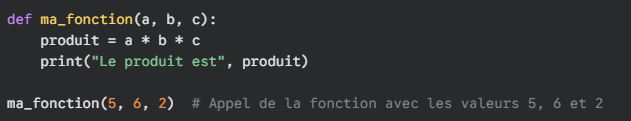 def ma_fonction(a, b, c):
    produit = a * b * c
    print("Le produit est", produit)

ma_fonction(5, 6, 2)  # Appel de la fonction avec les valeurs 5, 6 et 2